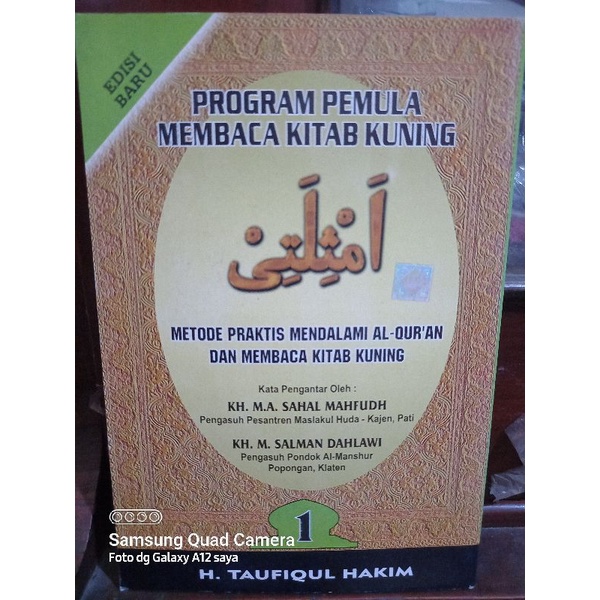 EDISI
BARU
PROGRAM PEMULA
MEMBACA KITAB KUNING
اَمْثِلَتِيْ
METODE PRAKTIS MENDALAMI AL-QUR'AN
DAN MEMBACA KITAB KUNING
Kata Pengantar Oleh :
KH. M.A. SAHAL MAHFUDH
Pengasuh Pesantren Maslakul Huda - Kajen, Pati
KH. M. SALMAN DAHLAWI
Pengasuh Pondok Al-Manshur
Popongan, Klaten
1
Samsung Quad Camera
Foto dg Galaxy A12 saya
H. TAUFIQUL HAKIM